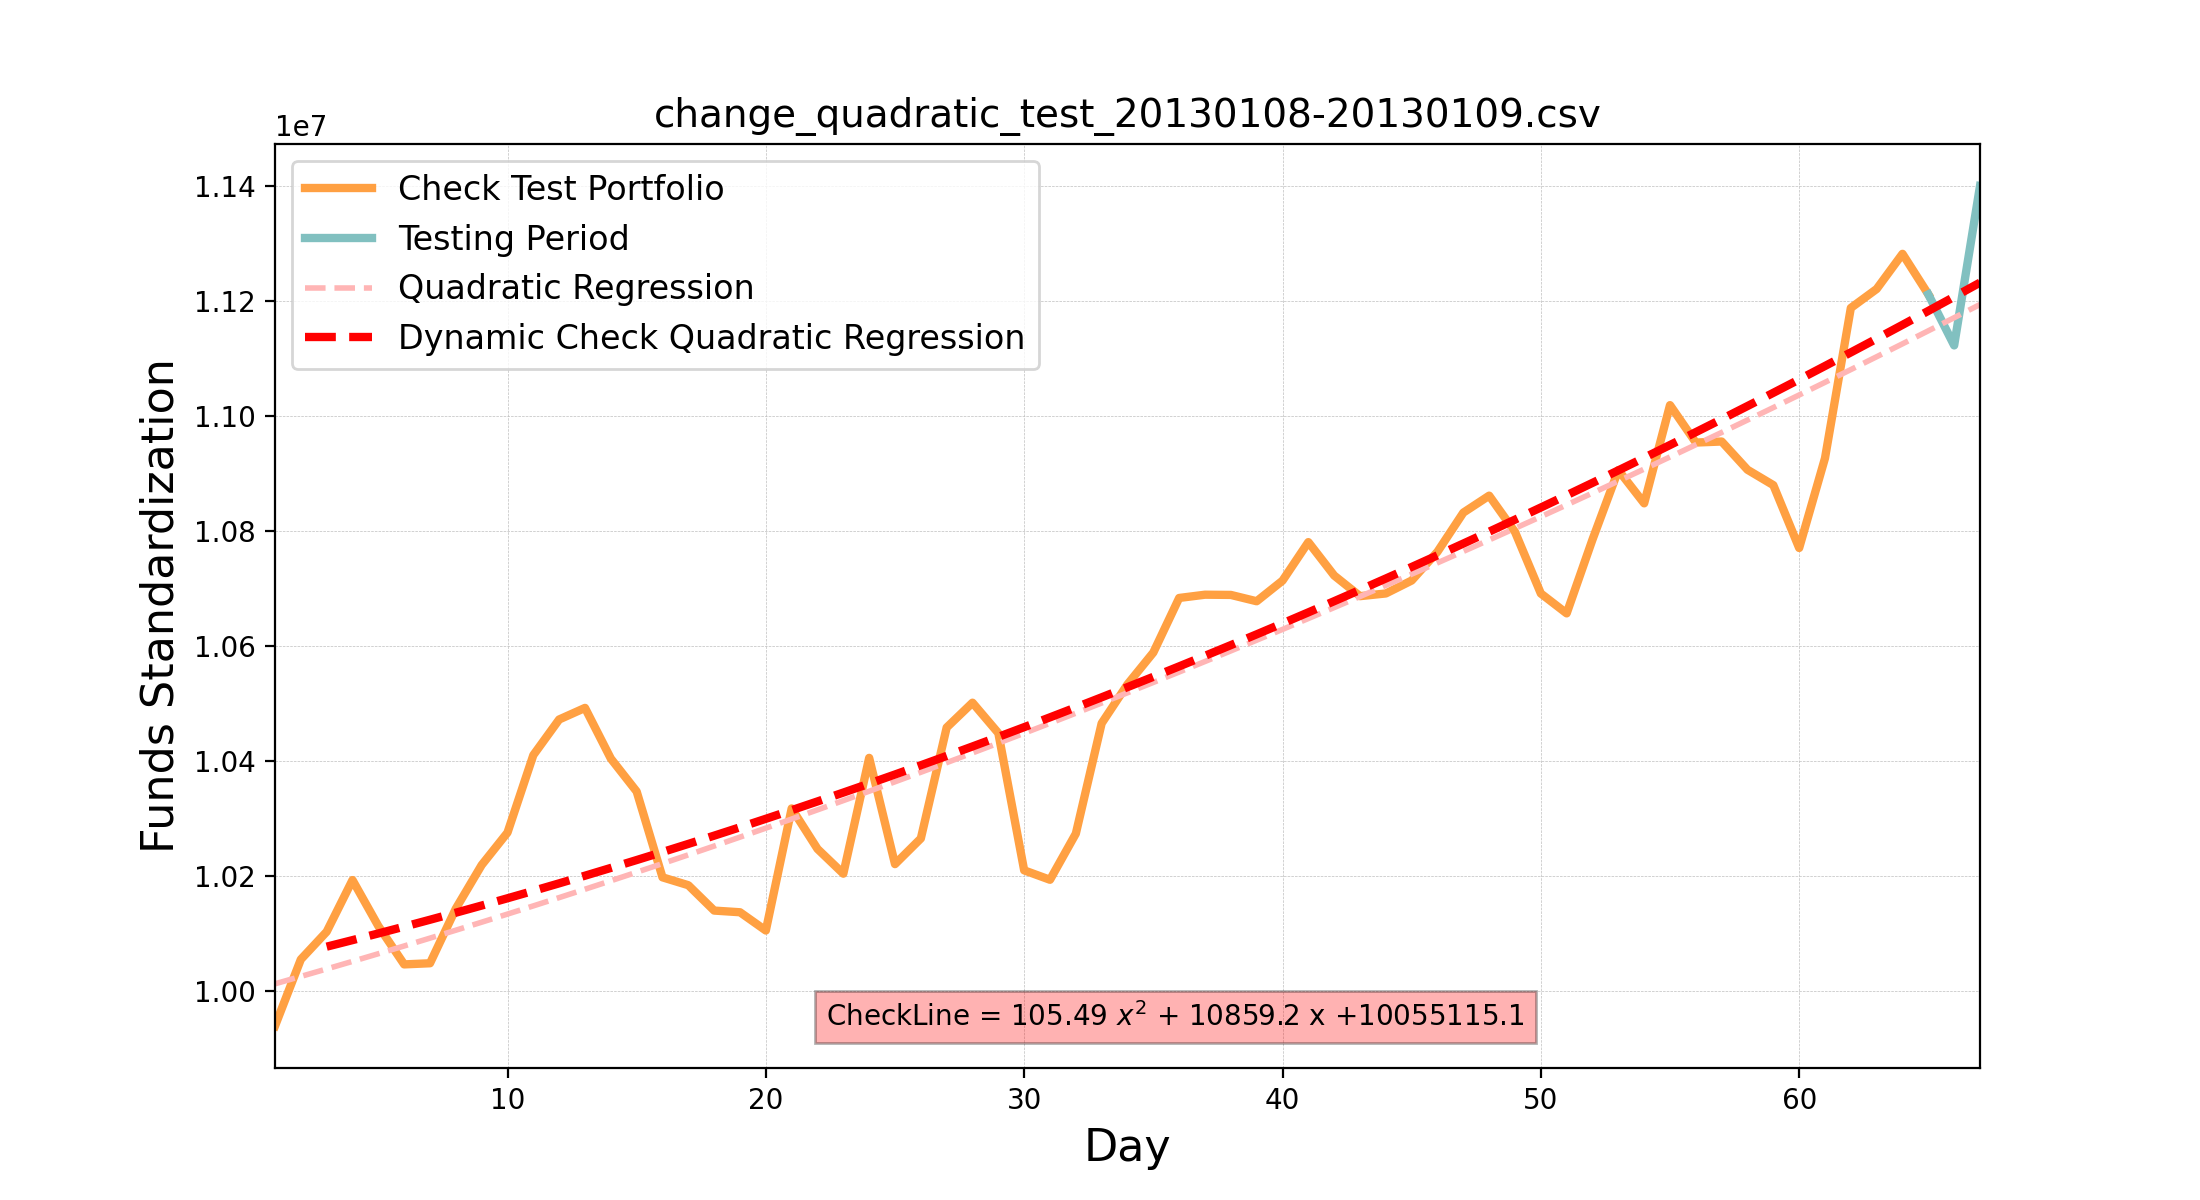 change_quadratic_test_20130108-20130109.csv
1e7
Check Test Portfolio
Testing Period
Quadratic Regression
Dynamic Check Quadratic Regression
1.14
1.12
1.10
1.08
1.06
1.04
1.02
1.00
Funds Standardization
CheckLine = 105.49 x² + 10859.2 x +10055115.1
10 20 30 40 50 60
Day